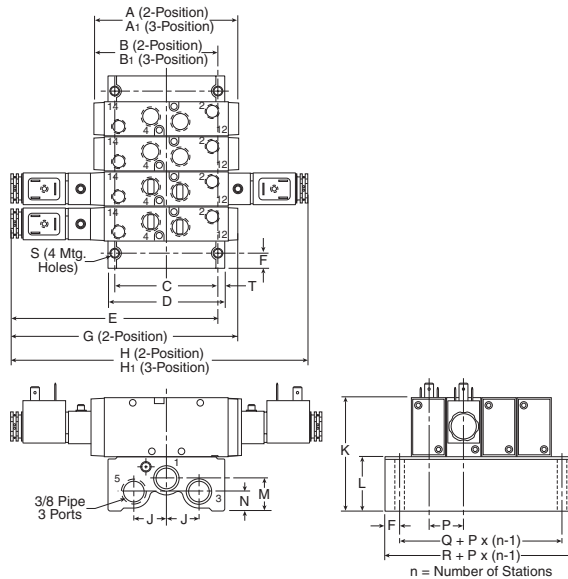 A (2-Position)
A1 (3-Position)
B (2-Position)
B1 (3-Position)
14
2
4
12
14
2
4
12
14
2
4
12
14
2
4
12
S (4 Mtg.
Holes)
F
C
T
D
E
G (2-Position)
H (2-Position)
H1 (3-Position)
1
5
3
3/8 Pipe
3 Ports
J
J
N
M
K
L
F
P
Q + P x (n-1)
R + P x (n-1)
n = Number of Stations